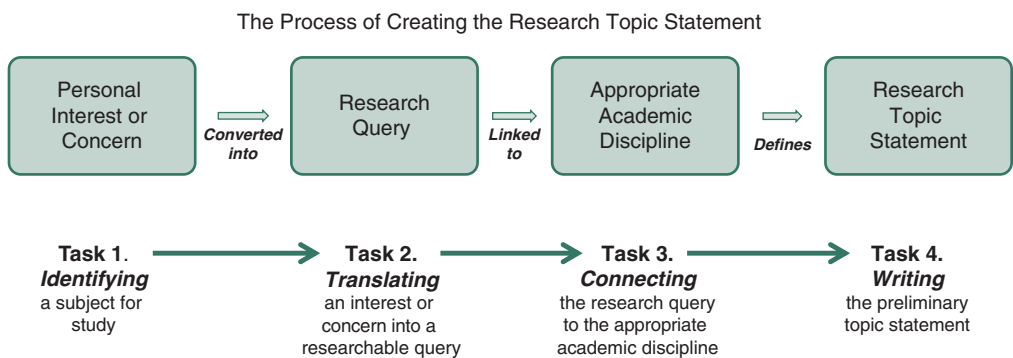 The Process of Creating the Research Topic Statement
Personal
Interest or
Concern
Converted
into
Research
Query
Linked
to
Appropriate
Academic
Discipline
Defines
Research
Topic
Statement
Task 1.
Identifying
a subject for
study
Task 2.
Translating
an interest or
concern into a
researchable query
Task 3.
Connecting
the research query
to the appropriate
academic discipline
Task 4.
Writing
the preliminary
topic statement